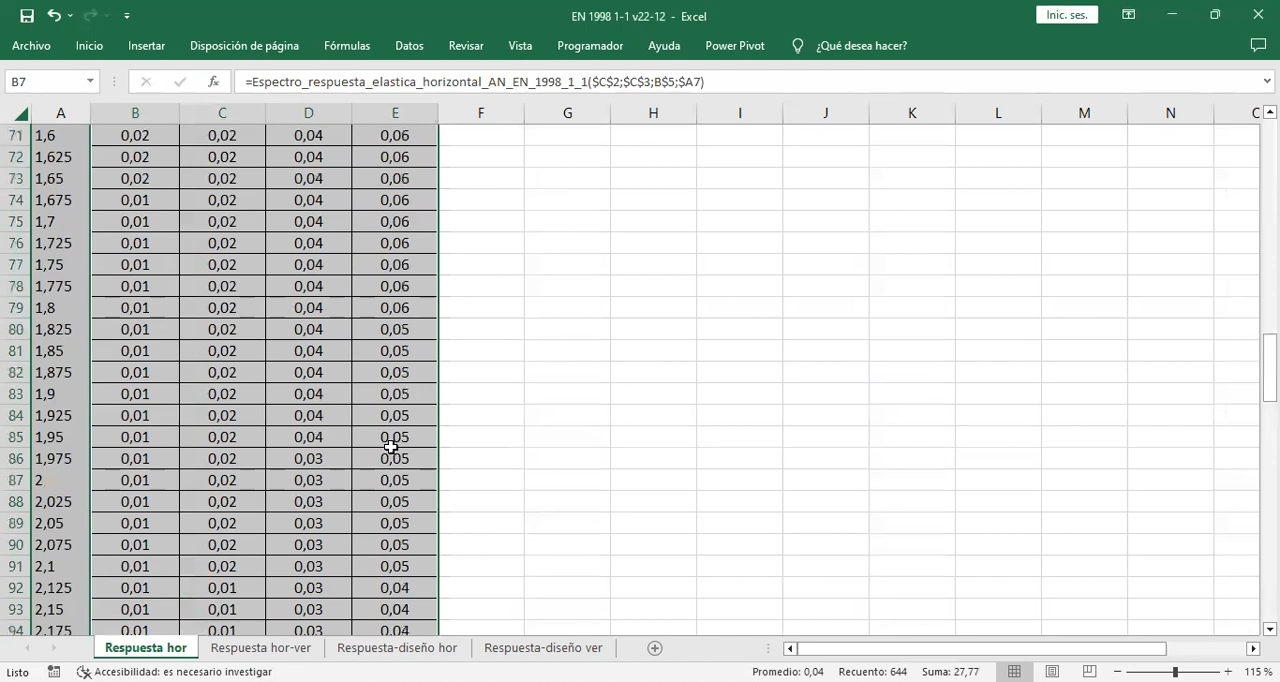 EN 1998 1-1 v22-12 - Excel
Inic. ses.
Archivo Inicio Insertar Disposición de página Fórmulas Datos Revisar Vista Programador Ayuda Power Pivot ¿Qué desea hacer?
B7 fx =Espectro_respuesta_elastica_horizontal_AN_EN_1998_1_1($C$2;$C$3;B$5;$A7)
A B C D E F G H I J K L M N C
71 1,6 0,02 0,02 0,04 0,06
72 1,625 0,02 0,02 0,04 0,06
73 1,65 0,02 0,02 0,04 0,06
74 1,675 0,01 0,02 0,04 0,06
75 1,7 0,01 0,02 0,04 0,06
76 1,725 0,01 0,02 0,04 0,06
77 1,75 0,01 0,02 0,04 0,06
78 1,775 0,01 0,02 0,04 0,06
79 1,8 0,01 0,02 0,04 0,06
80 1,825 0,01 0,02 0,04 0,05
81 1,85 0,01 0,02 0,04 0,05
82 1,875 0,01 0,02 0,04 0,05
83 1,9 0,01 0,02 0,04 0,05
84 1,925 0,01 0,02 0,04 0,05
85 1,95 0,01 0,02 0,04 0,05
86 1,975 0,01 0,02 0,03 0,05
87 2 0,01 0,02 0,03 0,05
88 2,025 0,01 0,02 0,03 0,05
89 2,05 0,01 0,02 0,03 0,05
90 2,075 0,01 0,02 0,03 0,05
91 2,1 0,01 0,02 0,03 0,05
92 2,125 0,01 0,01 0,03 0,04
93 2,15 0,01 0,01 0,03 0,04
94 2,175 0,01 0,01 0,03 0,04
Respuesta hor Respuesta hor-ver Respuesta-diseño hor Respuesta-diseño ver
Listo Accesibilidad: es necesario investigar Promedio: 0,04 Recuento: 644 Suma: 27,77 115 %